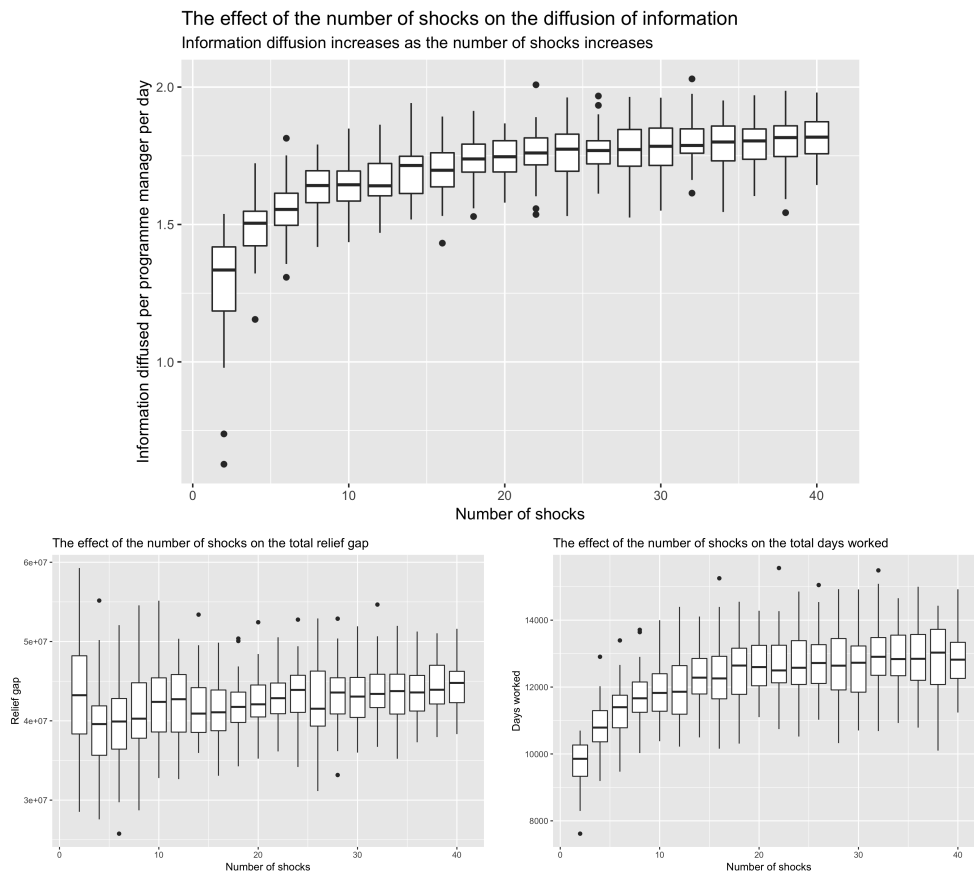 The effect of the number of shocks on the diffusion of information
Information diffusion increases as the number of shocks increases
Information diffused per programme manager per day
2.0
1.5
1.0
0
10
20
30
40
Number of shocks
The effect of the number of shocks on the total relief gap
Relief gap
6e+07
5e+07
4e+07
3e+07
0
10
20
30
40
Number of shocks
The effect of the number of shocks on the total days worked
Days worked
14000
12000
10000
8000
0
10
20
30
40
Number of shocks